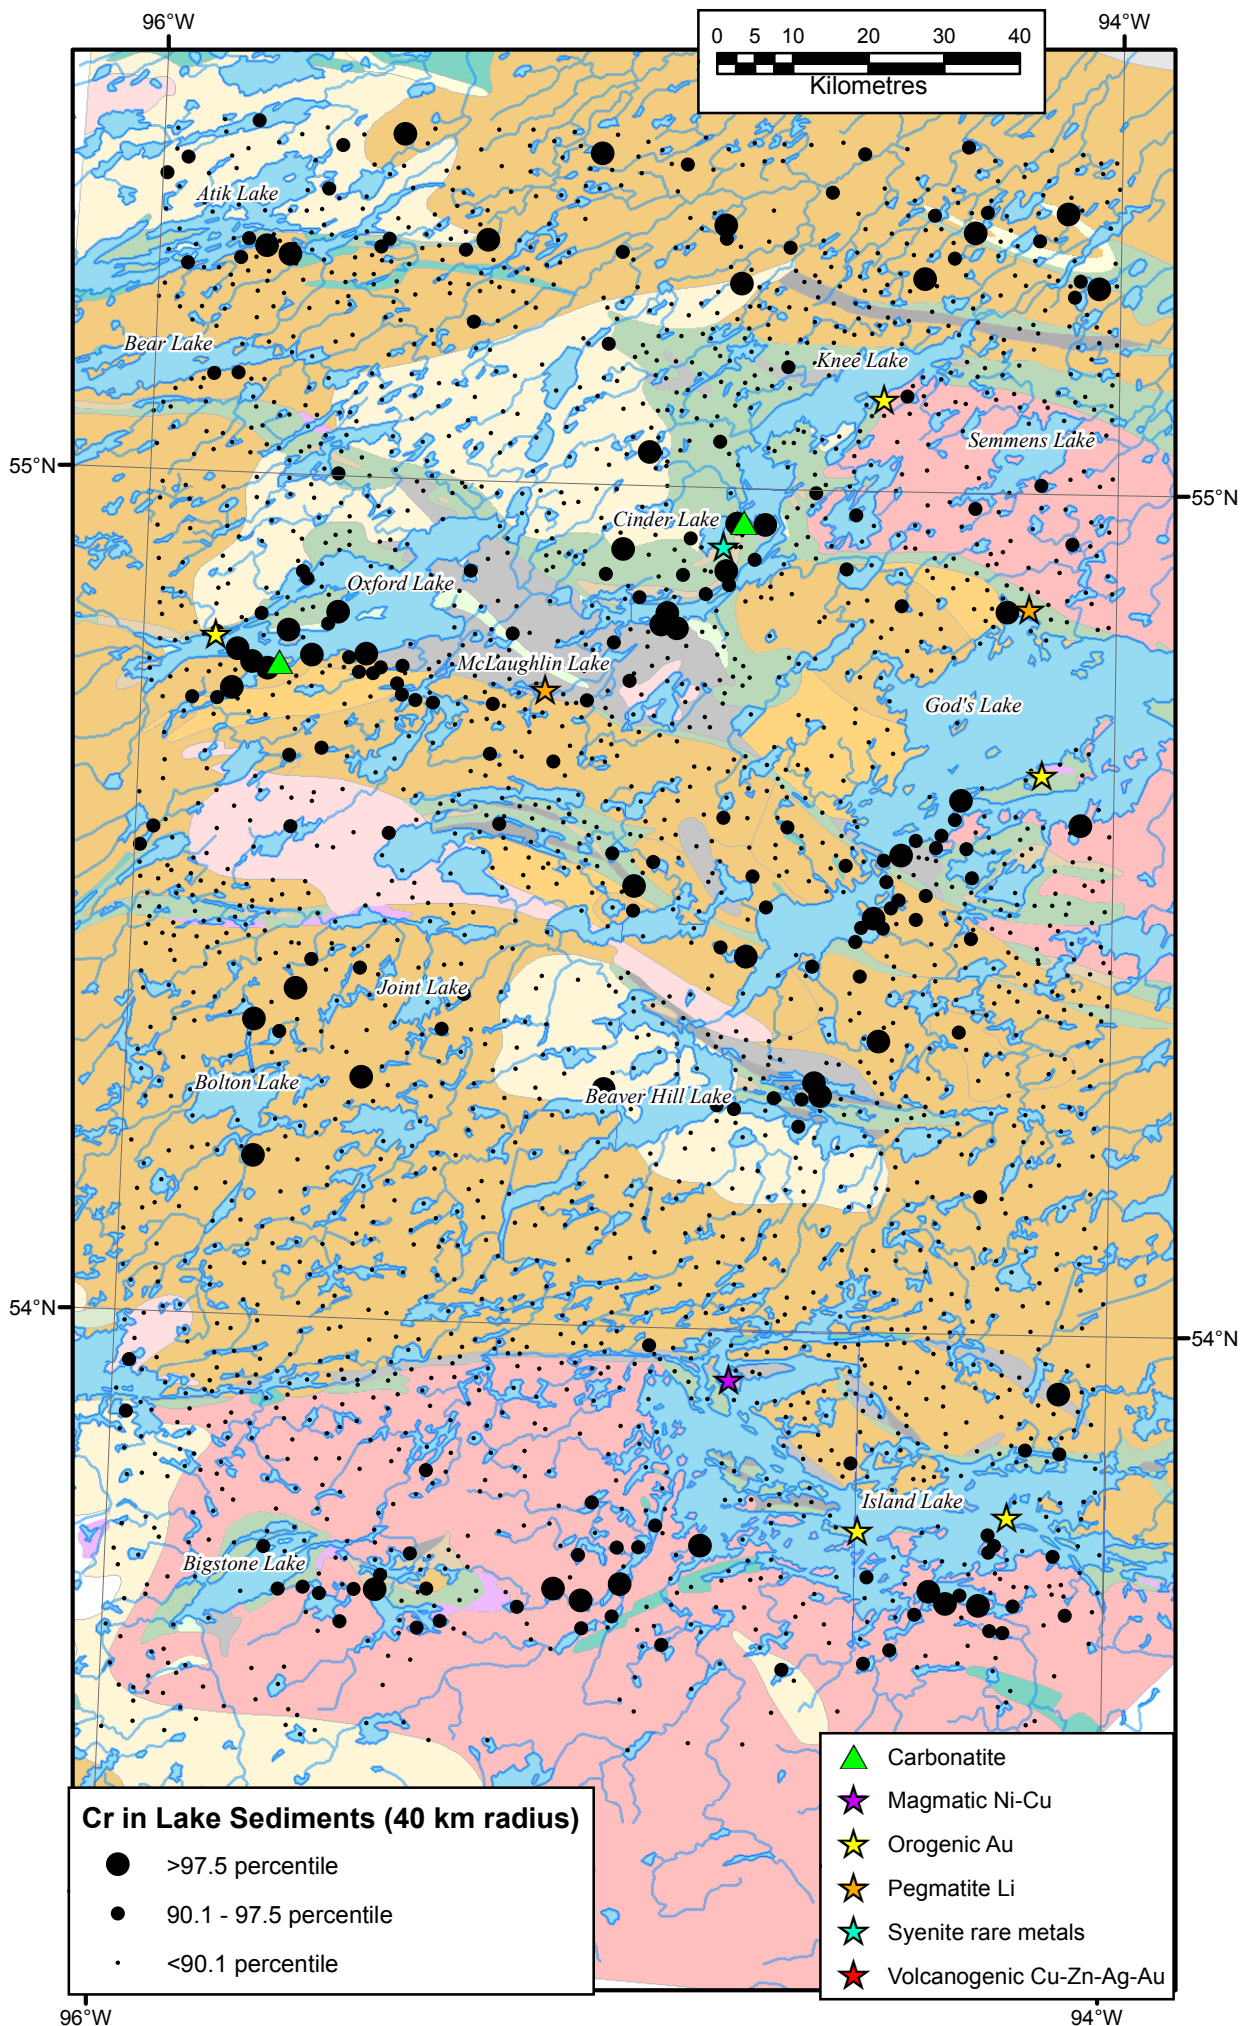 96°W
94°W
0 5 10 20 30 40
Kilometres
Atik Lake
Bear Lake
Knee Lake
Semmens Lake
55°N
55°N
Cinder Lake
Oxford Lake
McLaughlin Lake
God's Lake
Joint Lake
Bolton Lake
Beaver Hill Lake
54°N
54°N
Island Lake
Bigstone Lake
Carbonatite
Magmatic Ni-Cu
Orogenic Au
Pegmatite Li
Syenite rare metals
Volcanogenic Cu-Zn-Ag-Au
Cr in Lake Sediments (40 km radius)
>97.5 percentile
90.1 - 97.5 percentile
<90.1 percentile
96°W
94°W